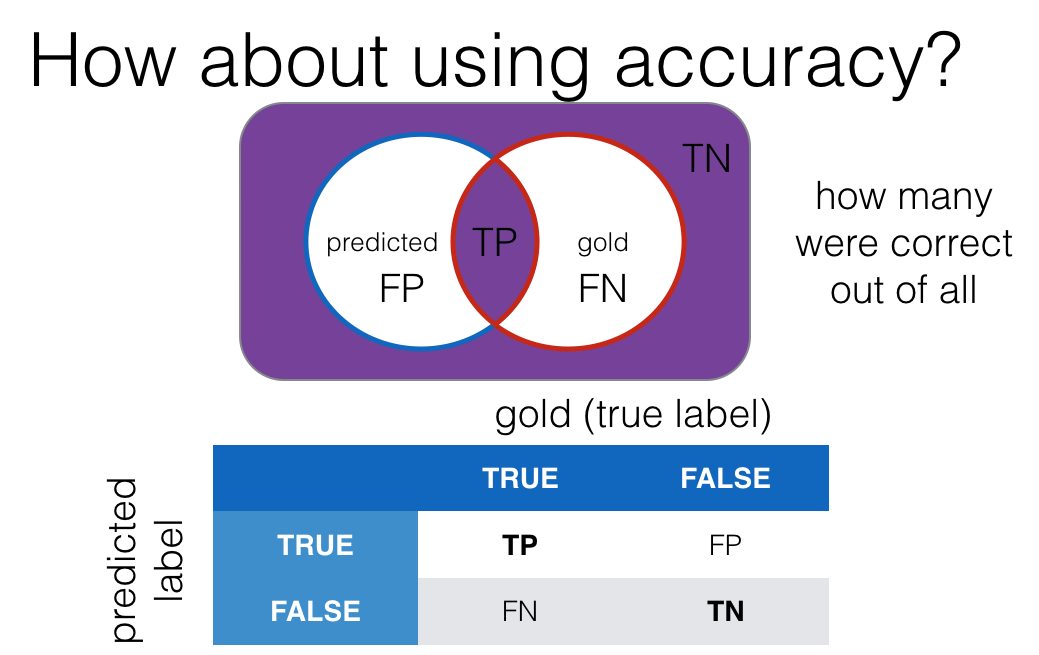 How about using accuracy?
TN
how many
were correct
out of all
predicted
TP
gold
FP
FN
gold (true label)
predicted
label
TRUE
FALSE
TRUE
TP
FP
FALSE
FN
TN